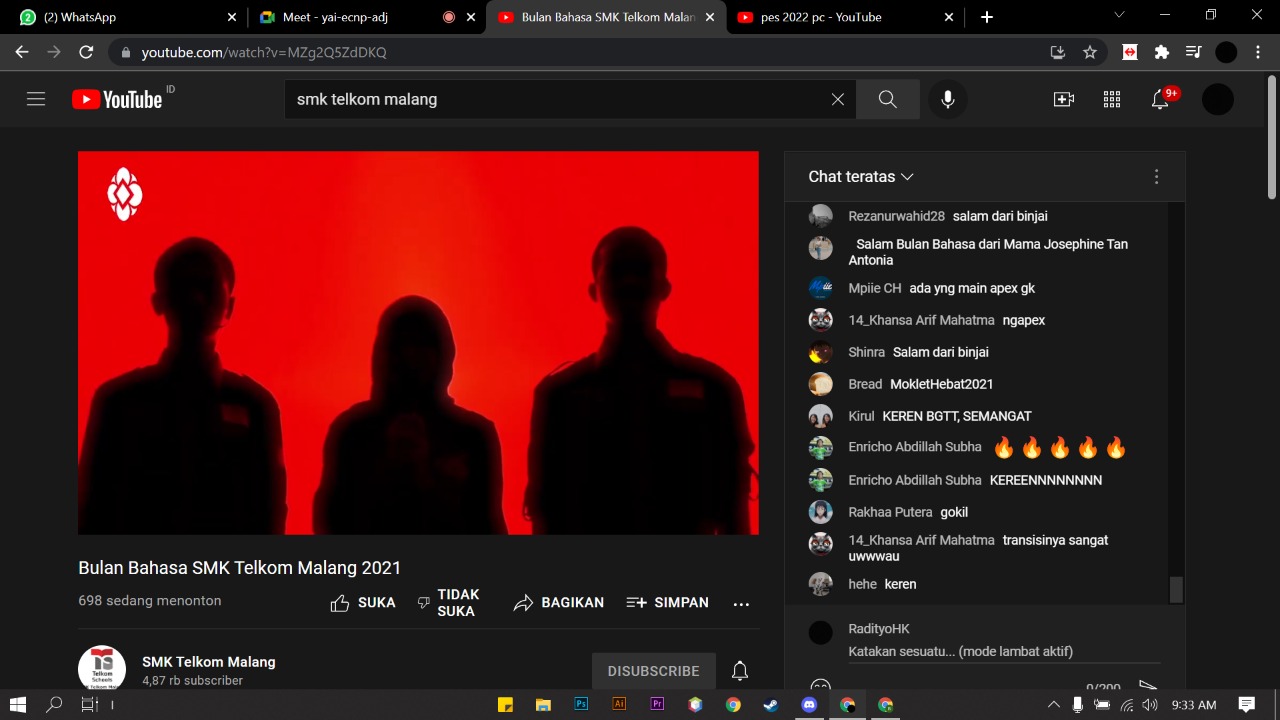 (2) WhatsApp
Meet - yai-ecnp-adj
Bulan Bahasa SMK Telkom Malan
pes 2022 pc - YouTube
youtube.com/watch?v=MZg2Q5ZdDKQ
YouTube ID
smk telkom malang
9+
Chat teratas
Rezanurwahid28 salam dari binjai
Salam Bulan Bahasa dari Mama Josephine Tan
Antonia
Mpiie CH ada yng main apex gk
14_Khansa Arif Mahatma ngapex
Shinra Salam dari binjai
Bread MokletHebat2021
Kirul KEREN BGTT, SEMANGAT
Enricho Abdillah Subha 🔥🔥🔥🔥🔥
Enricho Abdillah Subha KEREENNNNNNNN
Rakhaa Putera gokil
14_Khansa Arif Mahatma transisinya sangat
uwwwau
hehe keren
RadityoHK
Katakan sesuatu... (mode lambat aktif)
0/200
Bulan Bahasa SMK Telkom Malang 2021
698 sedang menonton
SUKA
TIDAK
SUKA
BAGIKAN
SIMPAN
TS
Telkom
Schools
SMK Telkom Malang
4,87 rb subscriber
DISUBSCRIBE
Ps
Ai
Pr
9:33 AM